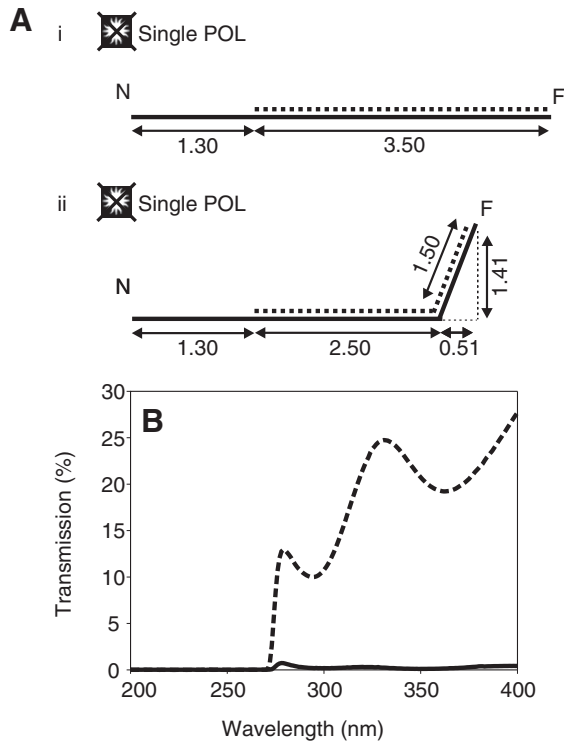 A
i Single POL
N F
1.30 3.50
ii Single POL
F
1.50
1.41
N
1.30 2.50 0.51
B
30
25
20
15
10
5
0
200 250 300 350 400
Transmission (%)
Wavelength (nm)